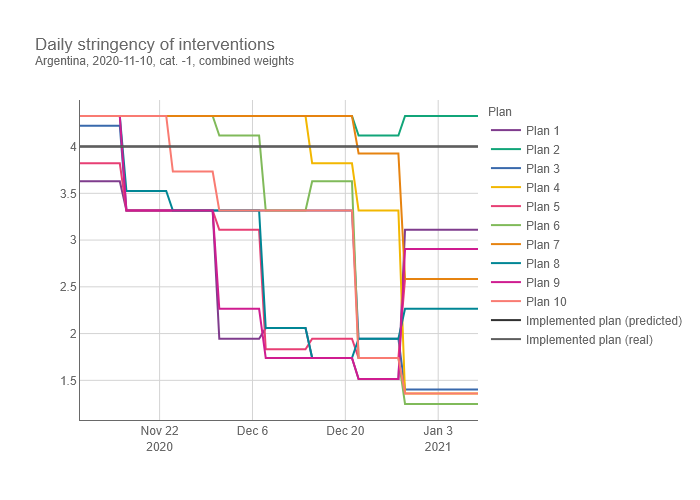 Daily stringency of interventions
Argentina, 2020-11-10, cat. -1, combined weights
Plan
Plan 1
Plan 2
Plan 3
Plan 4
Plan 5
Plan 6
Plan 7
Plan 8
Plan 9
Plan 10
Implemented plan (predicted)
Implemented plan (real)
4
3.5
3
2.5
2
1.5
Nov 22 Dec 6 Dec 20 Jan 3
2020 2021